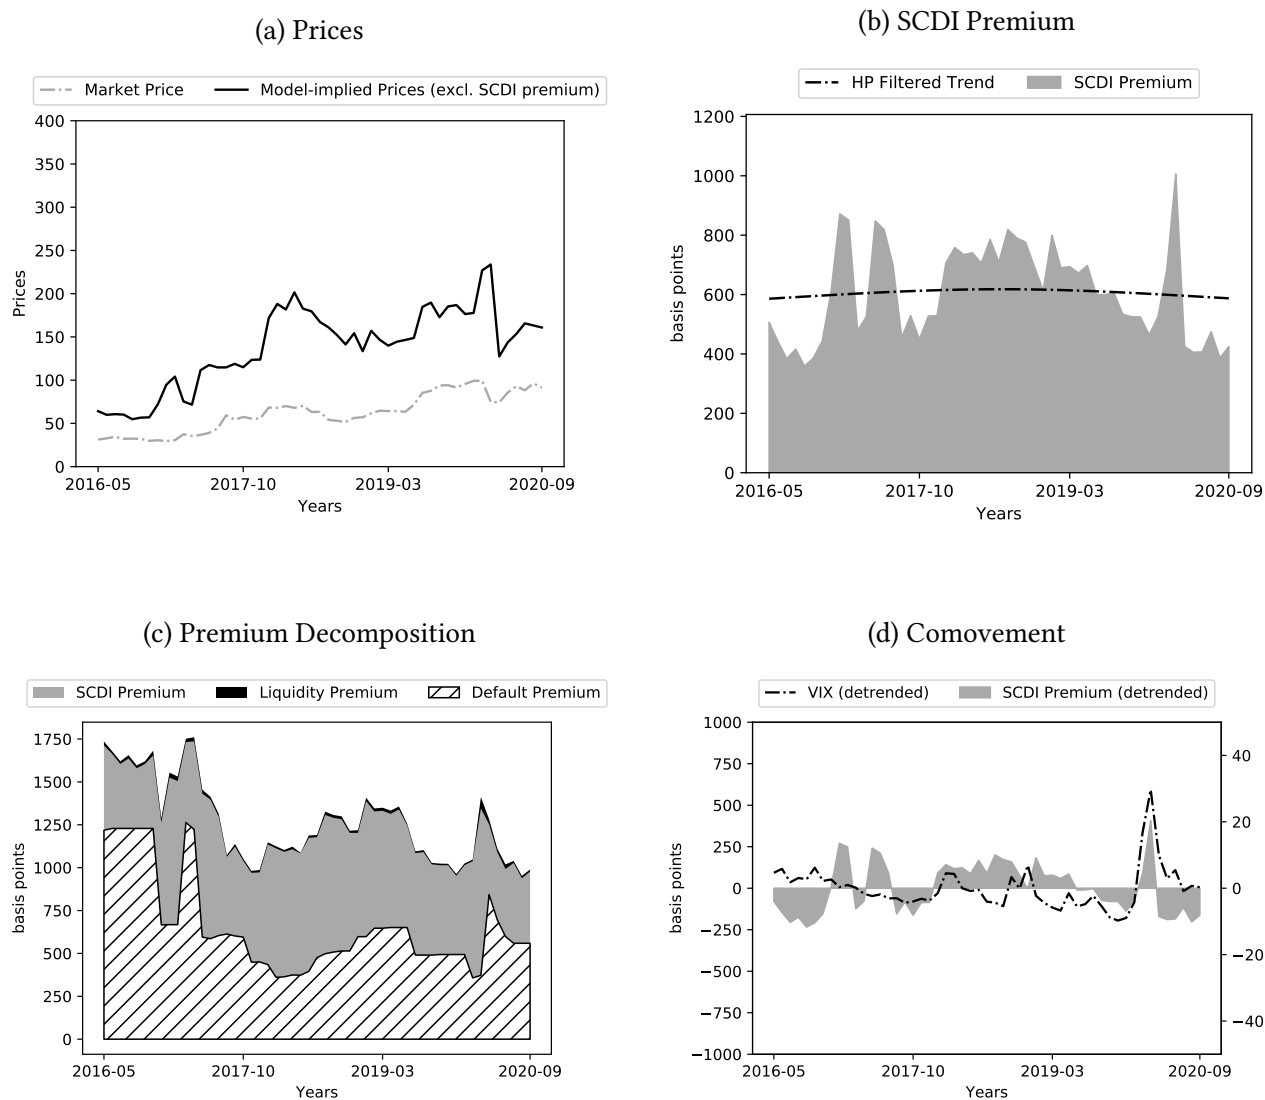 (a) Prices
Market Price
Model-implied Prices (excl. SCDI premium)
400
350
300
250
200
150
100
50
0
Prices
2016-05
2017-10
2019-03
2020-09
Years
(b) SCDI Premium
HP Filtered Trend
SCDI Premium
1200
1000
800
600
400
200
0
basis points
2016-05
2017-10
2019-03
2020-09
Years
(c) Premium Decomposition
SCDI Premium
Liquidity Premium
Default Premium
1750
1500
1250
1000
750
500
250
0
basis points
2016-05
2017-10
2019-03
2020-09
Years
(d) Comovement
VIX (detrended)
SCDI Premium (detrended)
1000
750
500
250
0
−250
−500
−750
−1000
basis points
40
20
0
−20
−40
2016-05
2017-10
2019-03
2020-09
Years